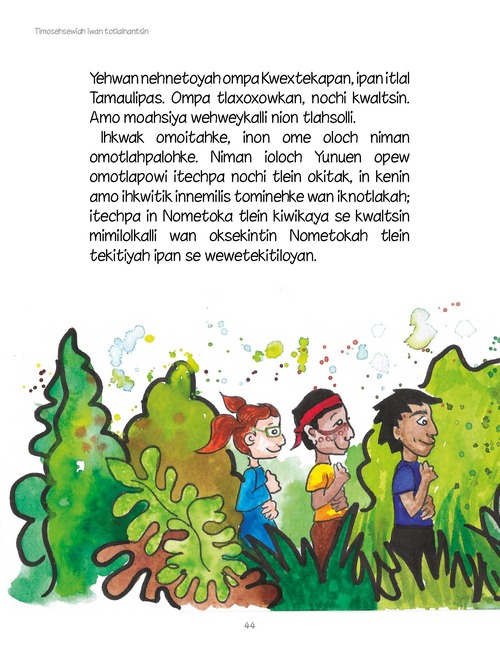 Timosehsewiah iwan totlalnantsin
Yehwan nehnetoyah ompa Kwextekapan, ipan itlal
Tamaulipas. Ompa tlaxoxowkan, nochi kwaltsin.
Amo moahsiya wehweykalli nion tlahsolli.
Ihkwak omoitahke, inon ome oloch niman
omotlahpalohke. Niman ioloch Yunuen opew
omotlapowi itechpa nochi tlein okitak, in kenin
amo ihkwitik innemilis tominehke wan iknotlakah;
itechpa in Nometoka tlein kiwikaya se kwaltsin
mimilolkalli wan oksekintin Nometokah tlein
tekitiyah ipan se wewetekitiloyan.
44